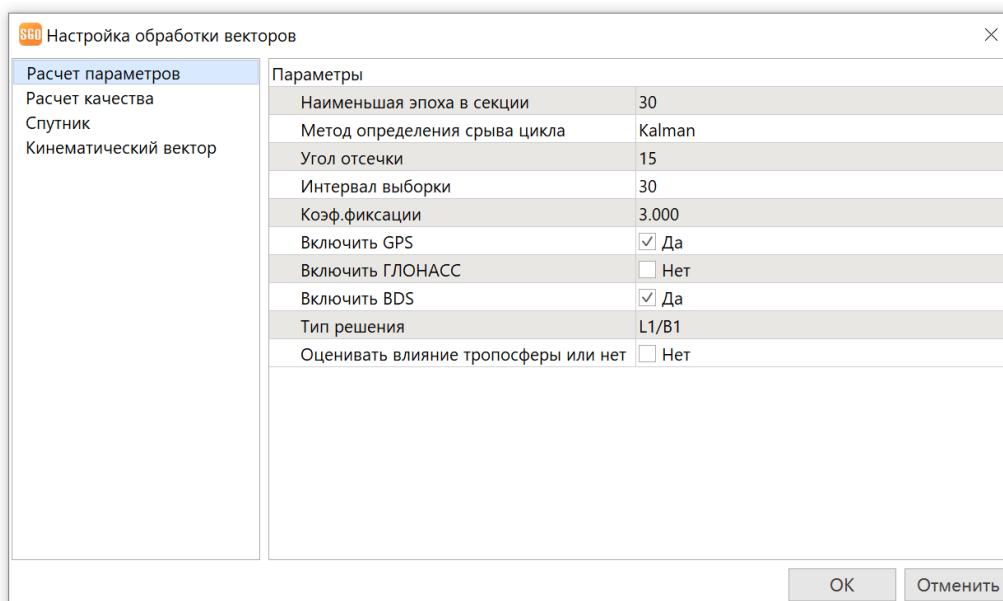 SGO Настройка обработки векторов
Расчет параметров
Расчет качества
Спутник
Кинематический вектор
Параметры
Наименьшая эпоха в секции 30
Метод определения срыва цикла Kalman
Угол отсечки 15
Интервал выборки 30
Коэф.фиксации 3.000
Включить GPS Да
Включить ГЛОНАСС Нет
Включить BDS Да
Тип решения L1/B1
Оценивать влияние тропосферы или нет Нет
ОК Отменить